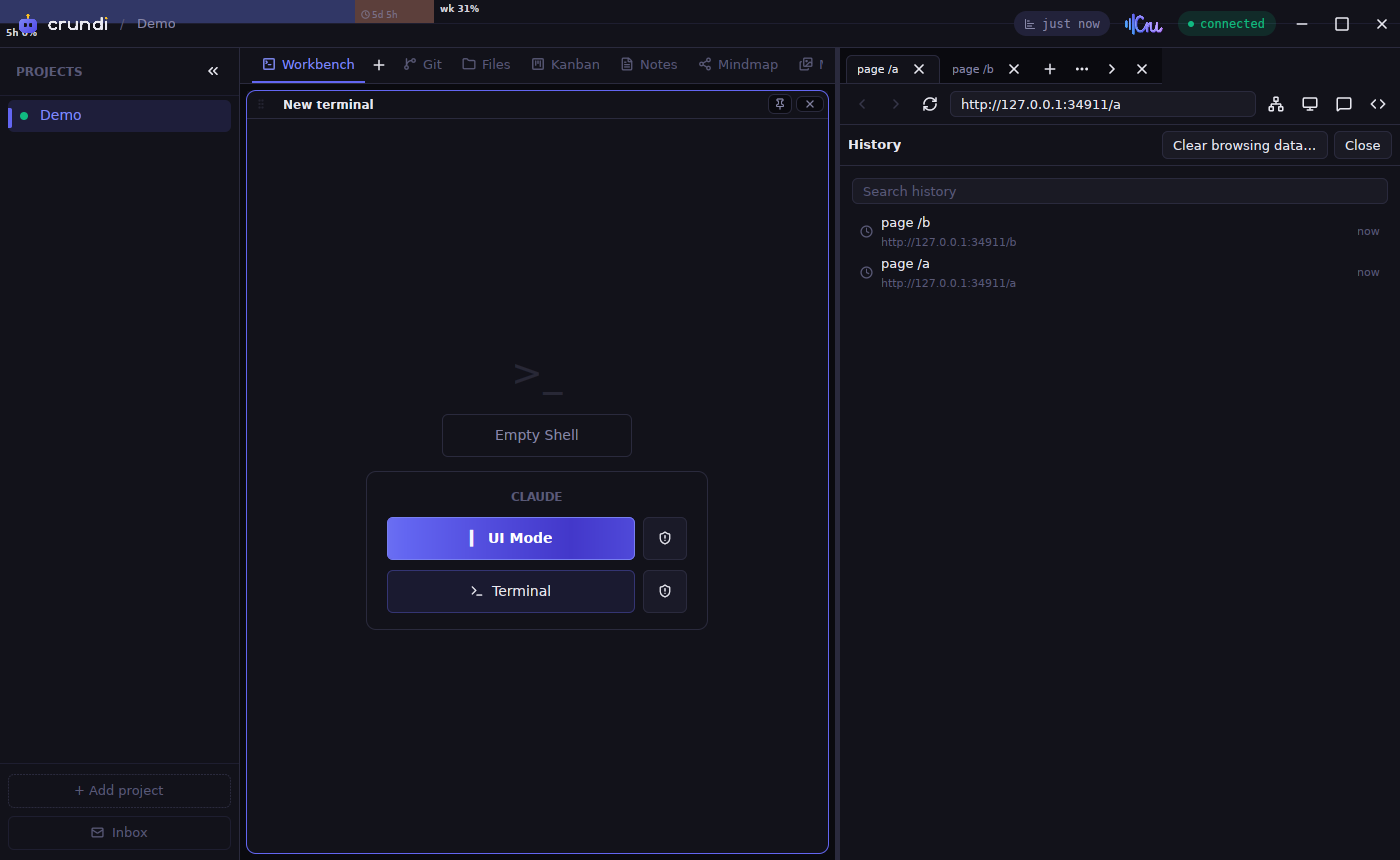 5d 5h
wk 31%
5h 6%
crundi / Demo
just now
Cru
connected
PROJECTS
Demo
+ Add project
Inbox
Workbench
Git
Files
Kanban
Notes
Mindmap
New terminal
>_
Empty Shell
CLAUDE
UI Mode
Terminal
page /a
page /b
http://127.0.0.1:34911/a
History
Clear browsing data...
Close
Search history
page /b
http://127.0.0.1:34911/b
now
page /a
http://127.0.0.1:34911/a
now